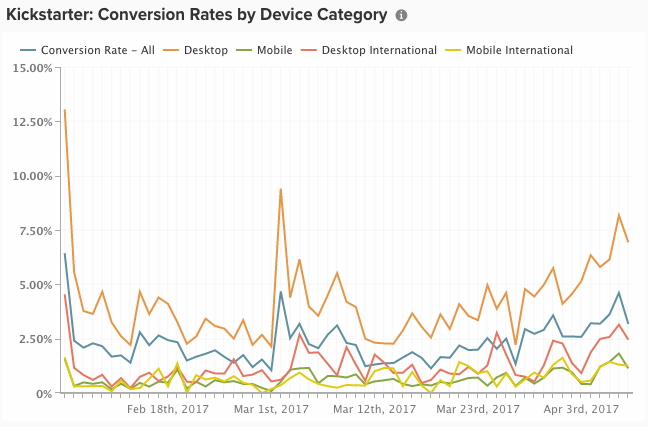 Kickstarter: Conversion Rates by Device Category i
Conversion Rate – All Desktop Mobile Desktop International Mobile International
15.00%
12.50%
10.00%
7.50%
5.00%
2.50%
0%
Feb 18th, 2017 Mar 1st, 2017 Mar 12th, 2017 Mar 23rd, 2017 Apr 3rd, 2017